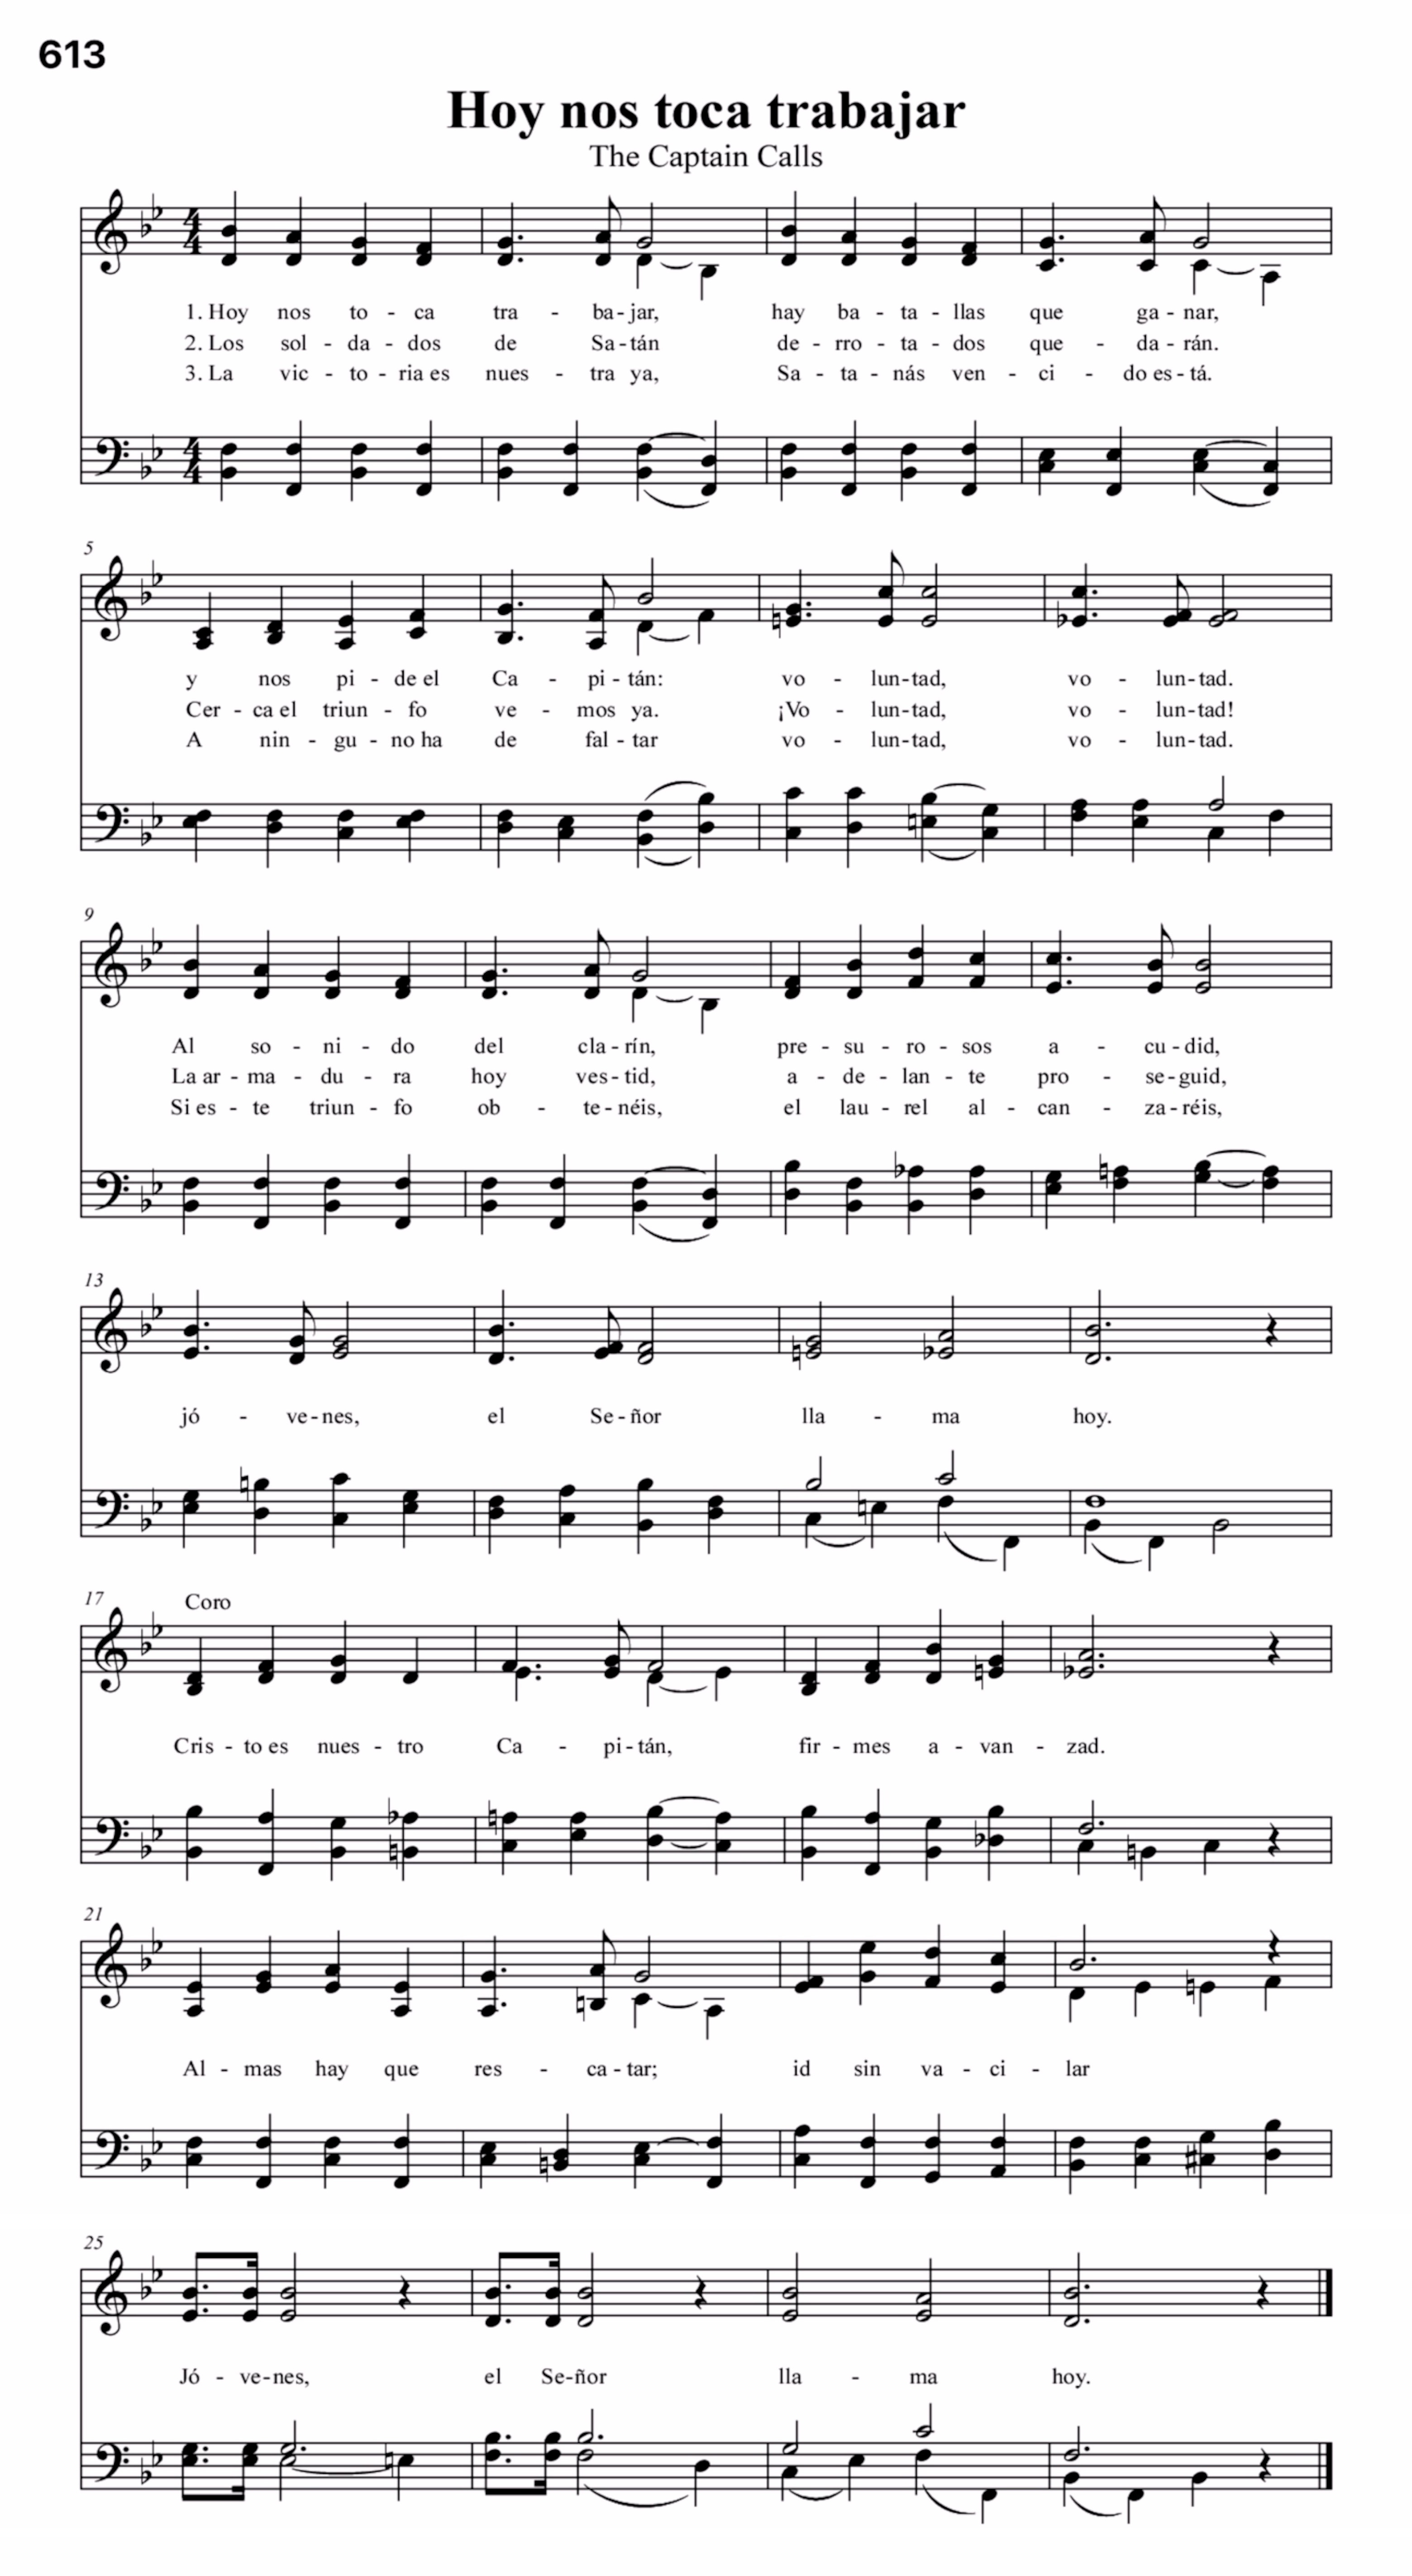 613
Hoy nos toca trabajar
The Captain Calls
1. Hoy nos to - ca tra - ba - jar, hay ba - ta - llas que ga - nar,
2. Los sol - da - dos de Sa - tán de - rro - ta - dos que - da - rán.
3. La vic - to - ria es nues - tra ya, Sa - ta - nás ven - ci - do es - tá.
5
y nos pi - de el Ca - pi - tán: vo - lun - tad, vo - lun - tad.
Cer - ca el triun - fo ve - mos ya. ¡Vo - lun - tad, vo - lun - tad!
A nin - gu - no ha de fal - tar vo - lun - tad, vo - lun - tad.
9
Al so - ni - do del cla - rín, pre - su - ro - sos a - cu - did,
La ar - ma - du - ra hoy ves - tid, a - de - lan - te pro - se - guid,
Si es - te triun - fo ob - te - néis, el lau - rel al - can - za - réis,
13
jó - ve - nes, el Se - ñor lla - ma hoy.
17
Coro
Cris - to es nues - tro Ca - pi - tán, fir - mes a - van - zad.
21
Al - mas hay que res - ca - tar; id sin va - ci - lar
25
Jó - ve - nes, el Se - ñor lla - ma hoy.